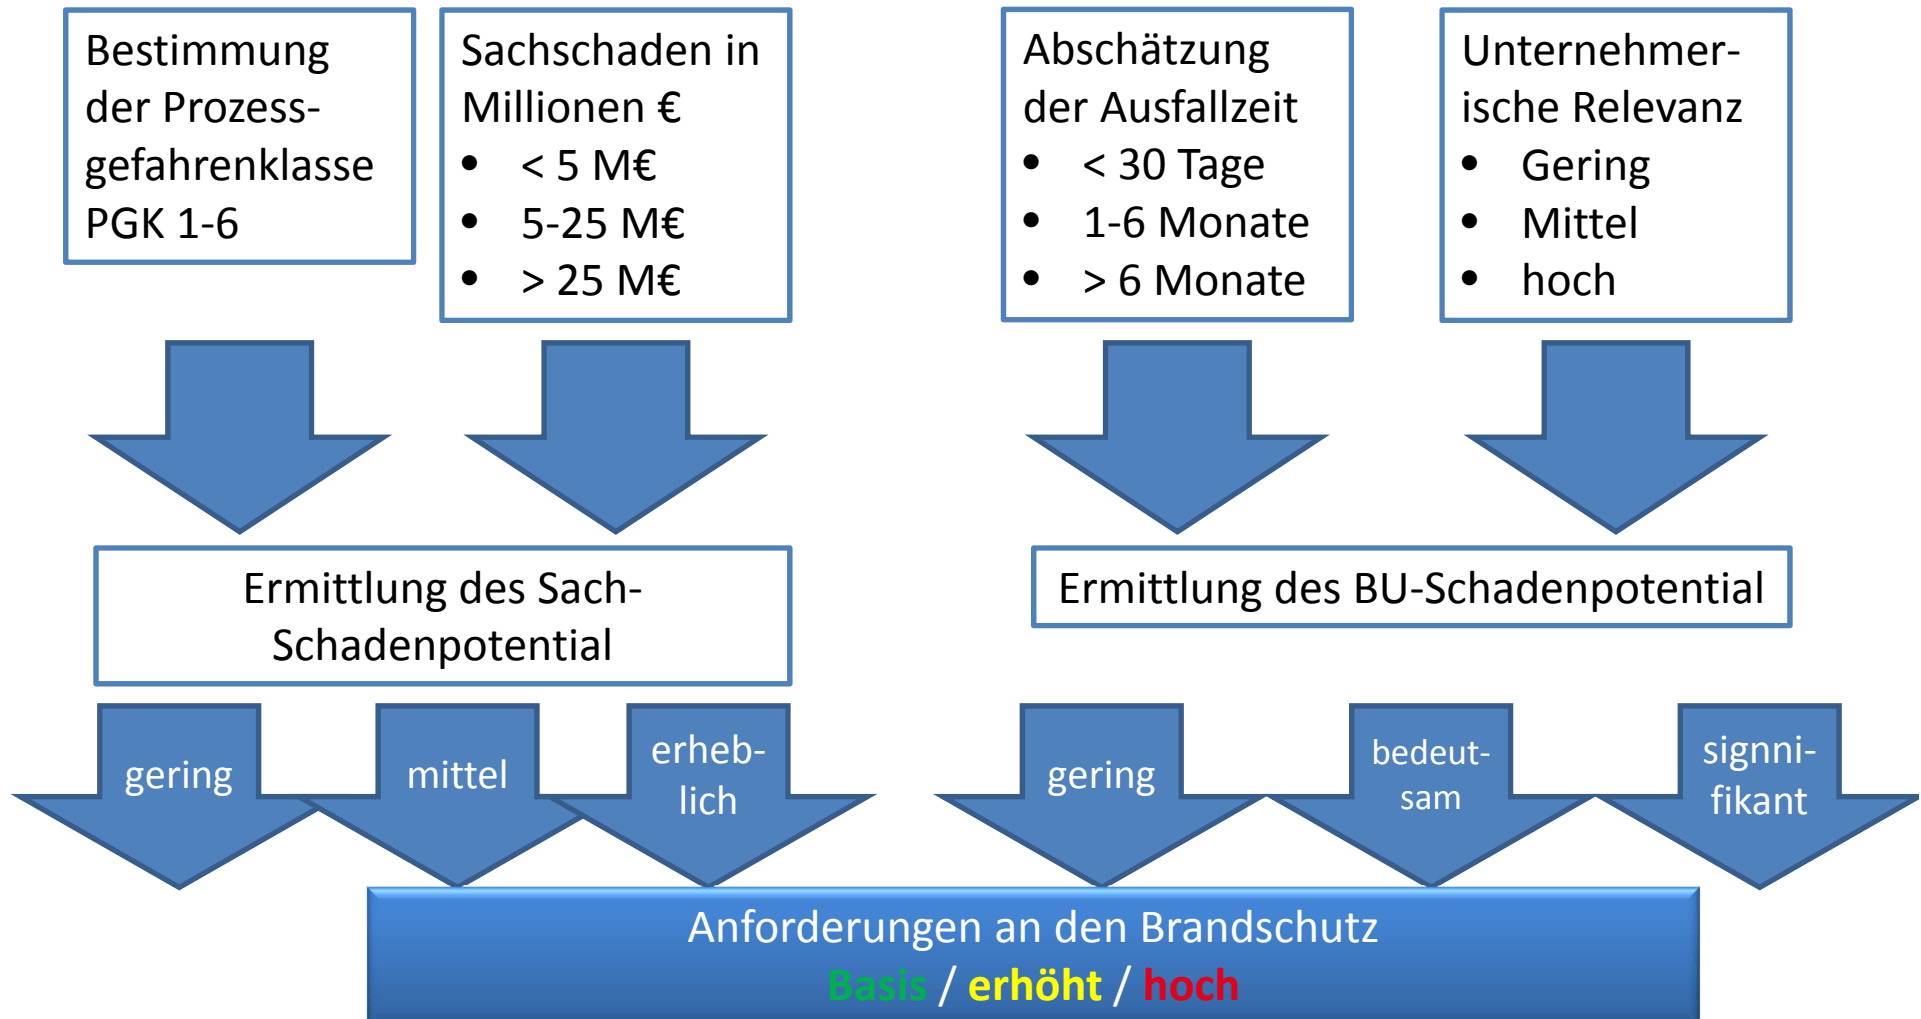 Bestimmung
der Prozess-
gefahrenklasse
PGK 1-6
Sachschaden in
Millionen €
• < 5 M€
• 5-25 M€
• > 25 M€
Abschätzung
der Ausfallzeit
• < 30 Tage
• 1-6 Monate
• > 6 Monate
Unternehmer-
ische Relevanz
• Gering
• Mittel
• hoch
Ermittlung des Sach-
Schadenpotential
Ermittlung des BU-Schadenpotential
gering
mittel
erheb-
lich
gering
bedeut-
sam
signni-
fikant
Anforderungen an den Brandschutz
Basis / erhöht / hoch